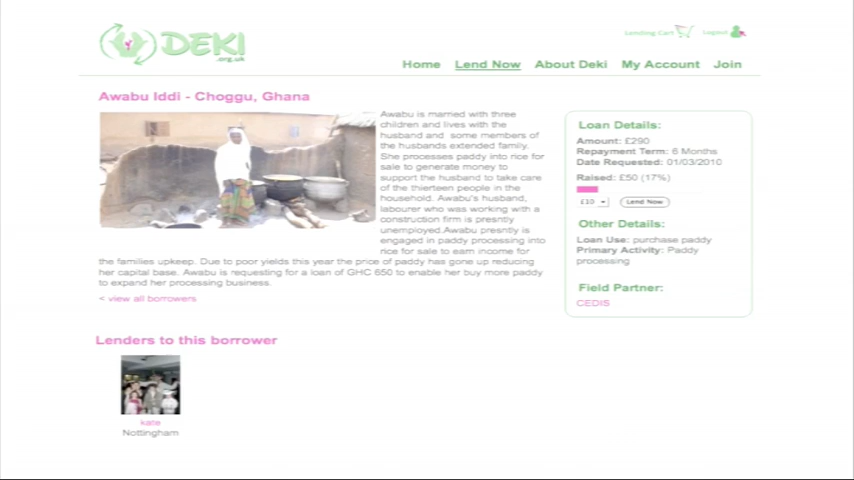 DEKI
.org.uk
Lending Cart
Logout
Home Lend Now About Deki My Account Join
Awabu Iddi - Choggu, Ghana
Awabu is married with three
children and lives with the
husband and some members of
the husbands extended family.
She processes paddy into rice for
sale to generate money to
support the husband to take care
of the thierteen people in the
household. Awabu's husband,
labourer who was working with a
construction firm is presntly
unemployed.Awabu presntly is
engaged in paddy processing into
rice for sale to earn income for
the families upkeep. Due to poor yields this year the price of paddy has gone up reducing
her capital base. Awabu is requesting for a loan of GHC 650 to enable her buy more paddy
to expand her processing business.
< view all borrowers
Loan Details:
Amount: £290
Repayment Term: 6 Months
Date Requested: 01/03/2010
Raised: £50 (17%)
£10 Lend Now
Other Details:
Loan Use: purchase paddy
Primary Activity: Paddy
processing
Field Partner:
CEDIS
Lenders to this borrower
kate
Nottingham